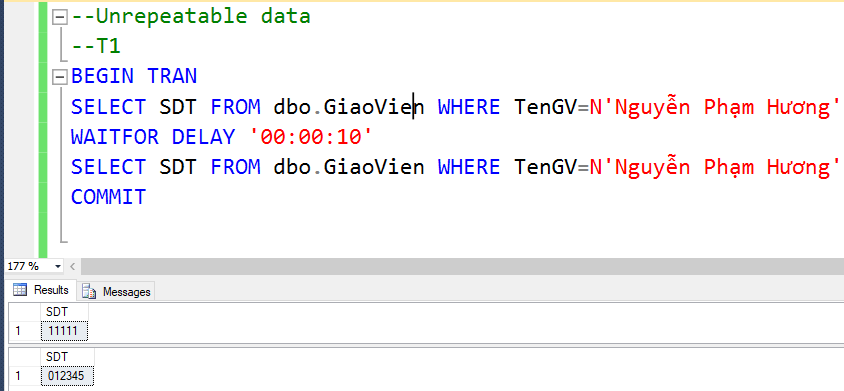 --Unrepeatable data
--T1
BEGIN TRAN
SELECT SDT FROM dbo.GiaoVien WHERE TenGV=N'Nguyễn Phạm Hương'
WAITFOR DELAY '00:00:10'
SELECT SDT FROM dbo.GiaoVien WHERE TenGV=N'Nguyễn Phạm Hương'
COMMIT
177 %
Results Messages
SDT
1 11111
SDT
1 012345